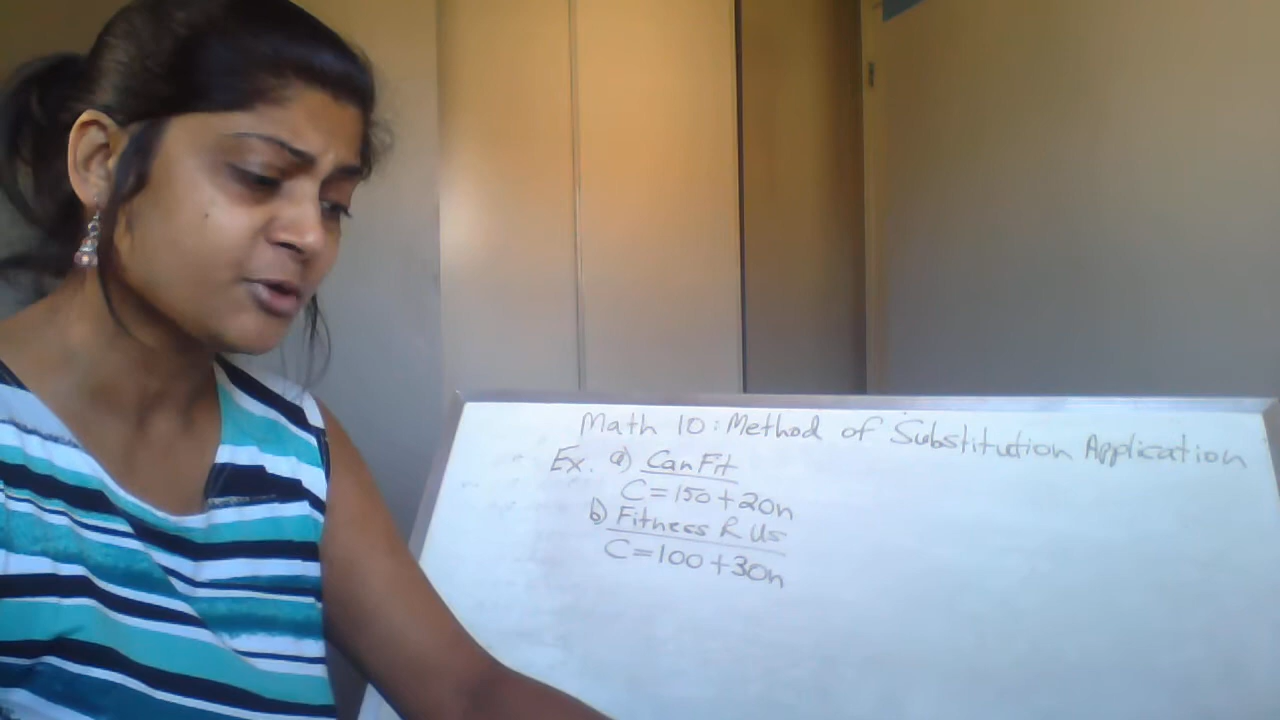 Math 10: Method of Substitution Application
Ex. a) CanFit
C=150+20n
b) Fitness R Us
C=100+30n